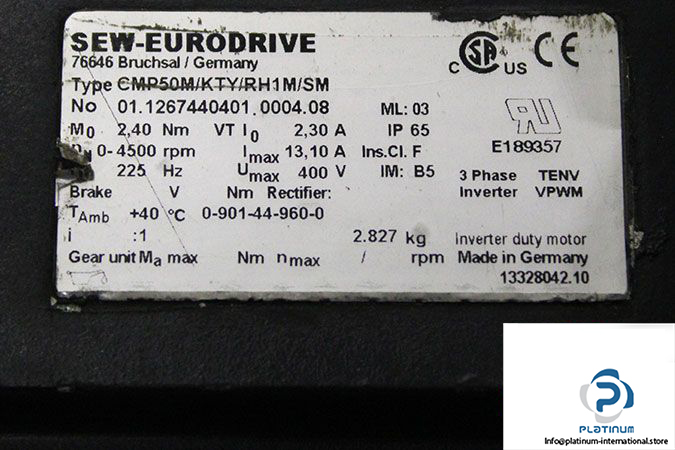 SEW-EURODRIVE
76646 Bruchsal / Germany
CSA
C US
CE
Type CMP50M/KTY/RH1M/SM
No 01.1267440401.0004.08 ML: 03
M0 2,40 Nm VT I0 2,30 A IP 65
E189357
0-4500 rpm Imax 13,10 A Ins.Cl. F
225 Hz Umax 400 V IM: B5 3 Phase TENV
Brake V Nm Rectifier: Inverter VPWM
TAmb +40 °C 0-901-44-960-0
i :1 2.827 kg Inverter duty motor
Gear unit Ma max Nm nmax / rpm Made in Germany
13328042.10
PLATINUM
Info@platinum-international.store